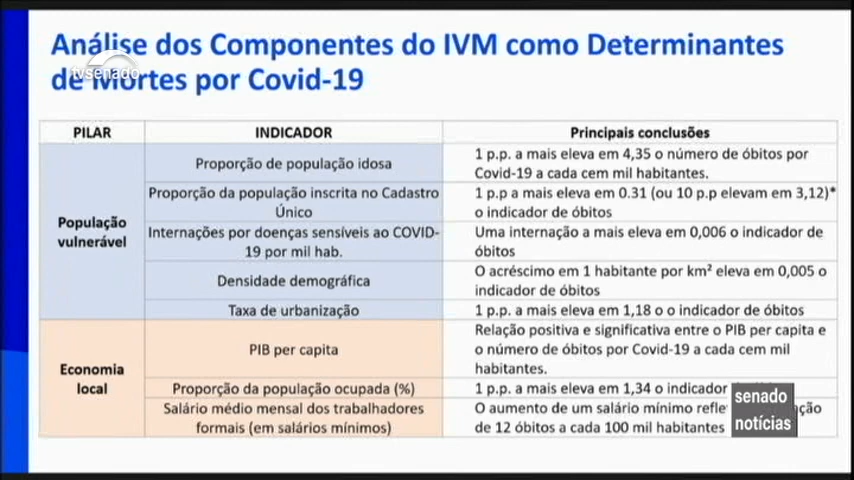 Análise dos Componentes do IVM como Determinantes
de Mortes por Covid-19
tvsenado
PILAR
INDICADOR
Principais conclusões
População
vulnerável
Proporção de população idosa
1 p.p. a mais eleva em 4,35 o número de óbitos por
Covid-19 a cada cem mil habitantes.
Proporção da população inscrita no Cadastro
Único
1 p.p a mais eleva em 0.31 (ou 10 p.p elevam em 3,12)*
o indicador de óbitos
Internações por doenças sensíveis ao COVID-
19 por mil hab.
Uma internação a mais eleva em 0,006 o indicador de
óbitos
Densidade demográfica
O acréscimo em 1 habitante por km² eleva em 0,005 o
indicador de óbitos
Taxa de urbanização
1 p.p. a mais eleva em 1,18 o o indicador de óbitos
Economia
local
PIB per capita
Relação positiva e significativa entre o PIB per capita e
o número de óbitos por Covid-19 a cada cem mil
habitantes.
Proporção da população ocupada (%)
1 p.p. a mais eleva em 1,34 o indicador
Salário médio mensal dos trabalhadores
formais (em salários mínimos)
O aumento de um salário mínimo
de 12 óbitos a cada 100 mil habitantes
senado
notícias